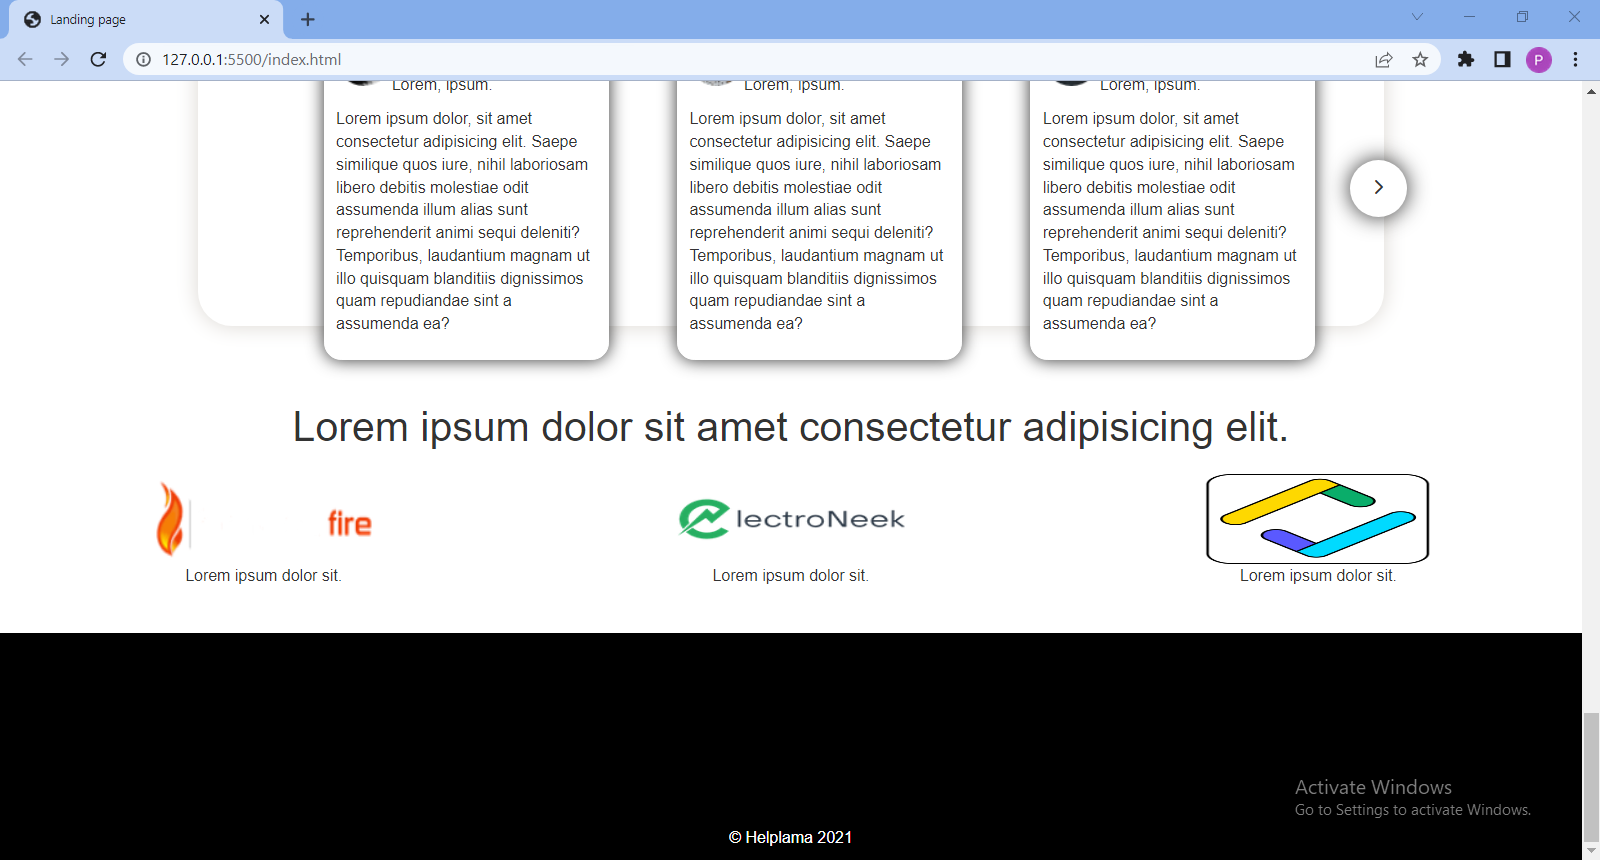 Landing page
127.0.0.1:5500/index.html
P
Lorem, ipsum.
Lorem ipsum dolor, sit amet
consectetur adipisicing elit. Saepe
similique quos iure, nihil laboriosam
libero debitis molestiae odit
assumenda illum alias sunt
reprehenderit animi sequi deleniti?
Temporibus, laudantium magnam ut
illo quisquam blanditiis dignissimos
quam repudiandae sint a
assumenda ea?
Lorem, ipsum.
Lorem ipsum dolor, sit amet
consectetur adipisicing elit. Saepe
similique quos iure, nihil laboriosam
libero debitis molestiae odit
assumenda illum alias sunt
reprehenderit animi sequi deleniti?
Temporibus, laudantium magnam ut
illo quisquam blanditiis dignissimos
quam repudiandae sint a
assumenda ea?
Lorem, ipsum.
Lorem ipsum dolor, sit amet
consectetur adipisicing elit. Saepe
similique quos iure, nihil laboriosam
libero debitis molestiae odit
assumenda illum alias sunt
reprehenderit animi sequi deleniti?
Temporibus, laudantium magnam ut
illo quisquam blanditiis dignissimos
quam repudiandae sint a
assumenda ea?
Lorem ipsum dolor sit amet consectetur adipisicing elit.
fire
lectroNeek
Lorem ipsum dolor sit.
Lorem ipsum dolor sit.
Lorem ipsum dolor sit.
Activate Windows
Go to Settings to activate Windows.
© Helplama 2021